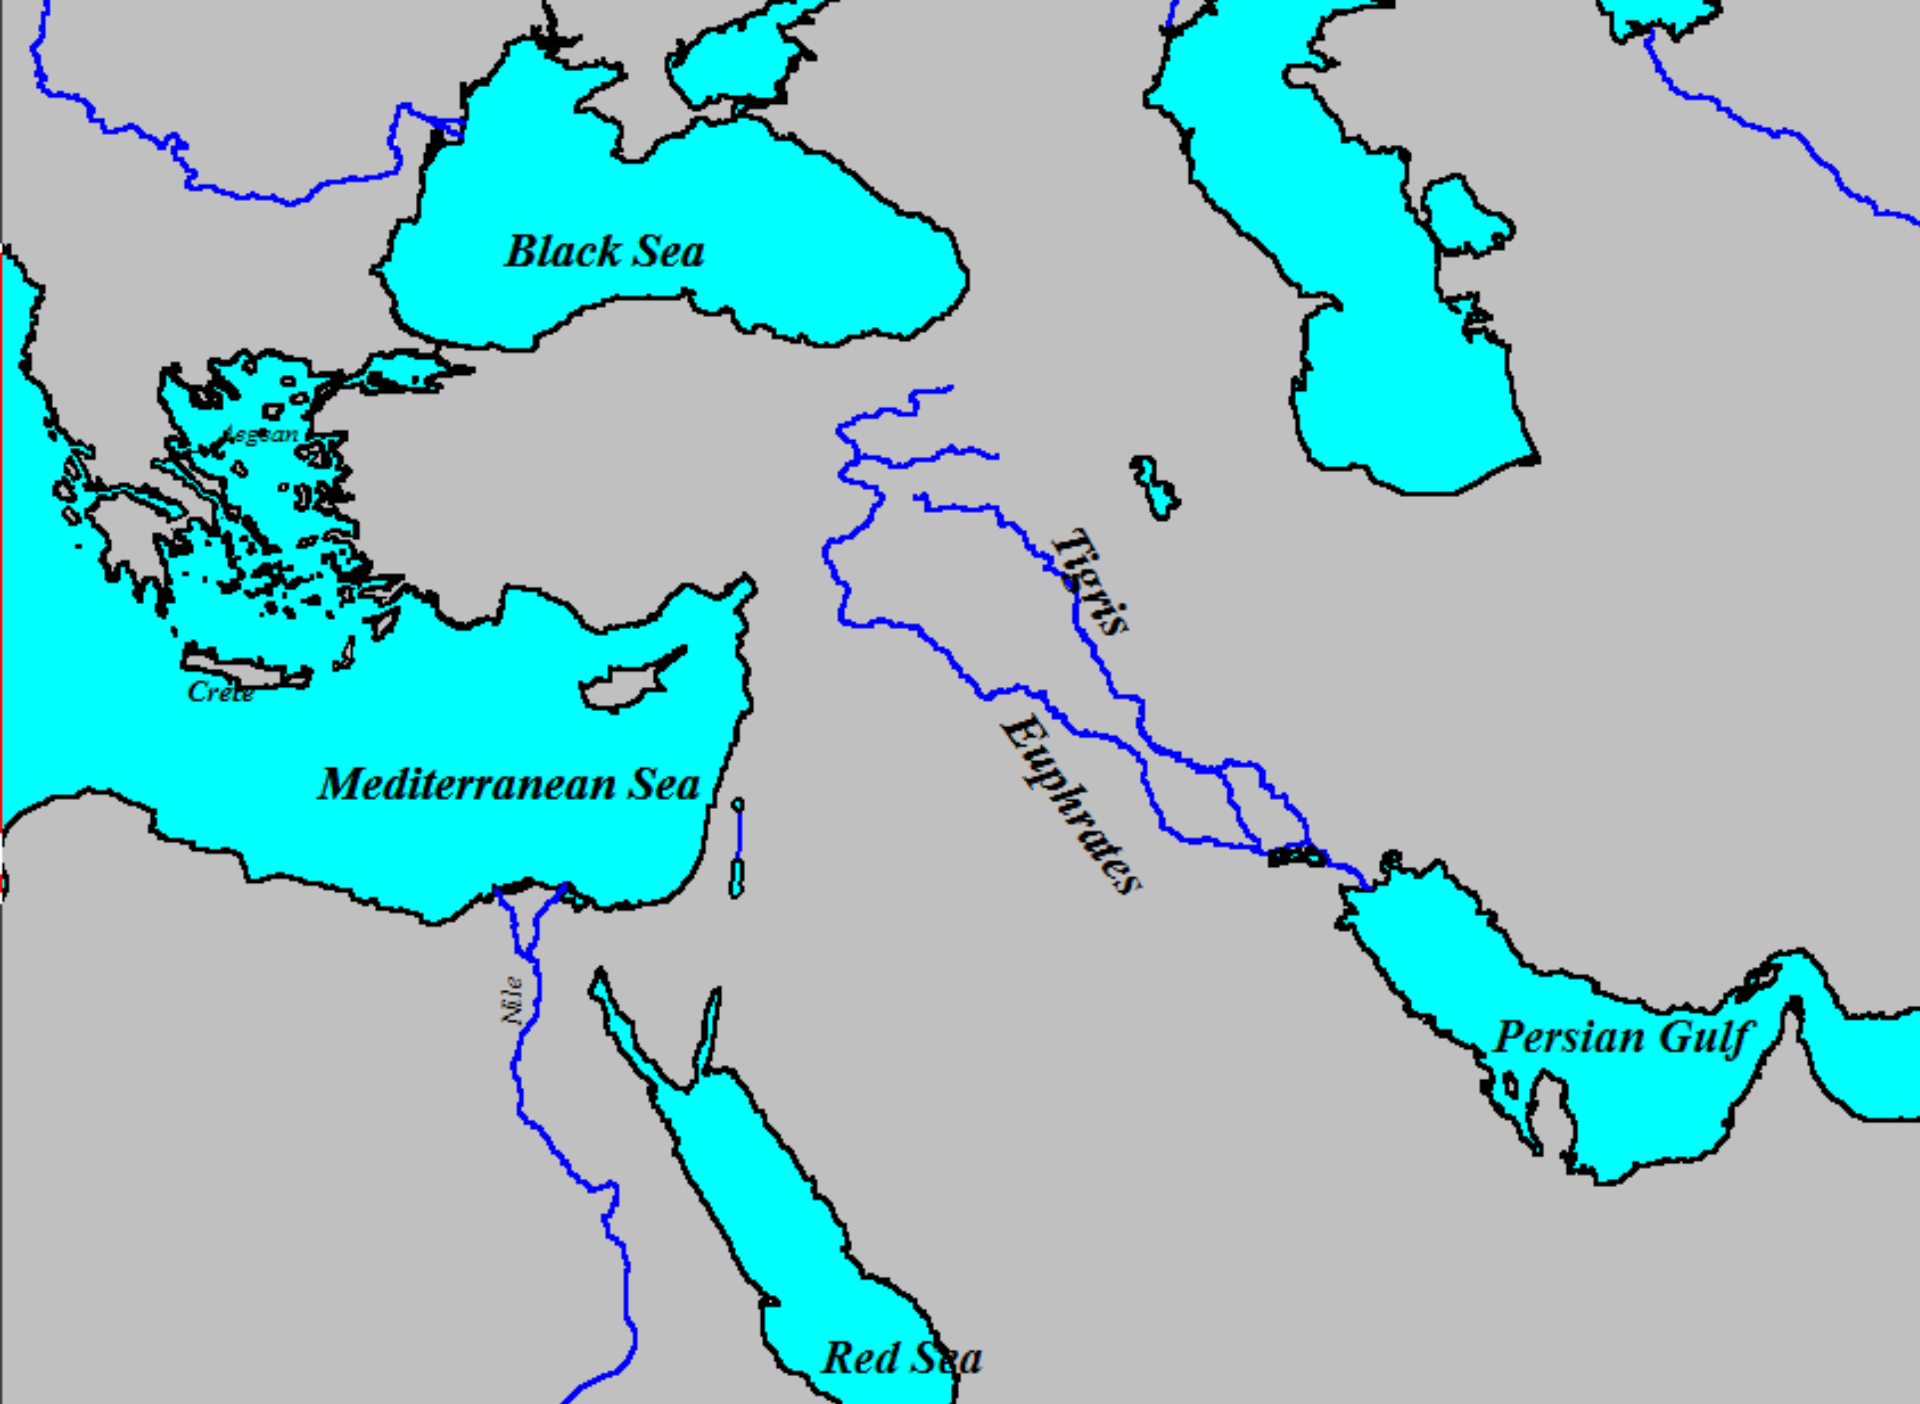 Black Sea
Aegean
Tigris
Crete
Mediterranean Sea
Euphrates
Nile
Persian Gulf
Red Sea